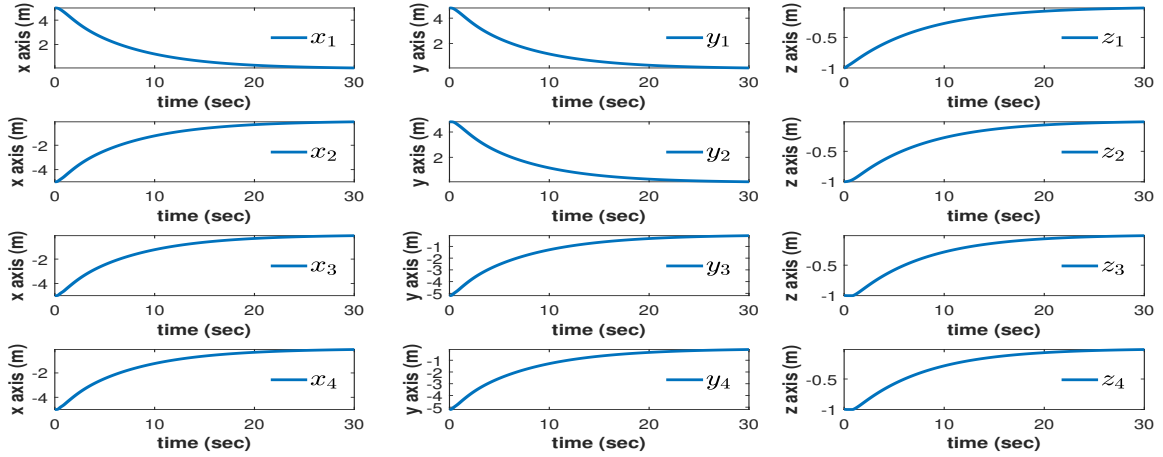 x axis (m)
4
2
x₁
0 10 20 30
time (sec)
y axis (m)
4
2
y₁
0 10 20 30
time (sec)
z axis (m)
-0.5
-1
z₁
0 10 20 30
time (sec)
x axis (m)
-2
-4
x₂
0 10 20 30
time (sec)
y axis (m)
4
2
y₂
0 10 20 30
time (sec)
z axis (m)
-0.5
-1
z₂
0 10 20 30
time (sec)
x axis (m)
-2
-4
x₃
0 10 20 30
time (sec)
y axis (m)
-1
-2
-3
-4
-5
y₃
0 10 20 30
time (sec)
z axis (m)
-0.5
-1
z₃
0 10 20 30
time (sec)
x axis (m)
-2
-4
x₄
0 10 20 30
time (sec)
y axis (m)
-1
-2
-3
-4
-5
y₄
0 10 20 30
time (sec)
z axis (m)
-0.5
-1
z₄
0 10 20 30
time (sec)